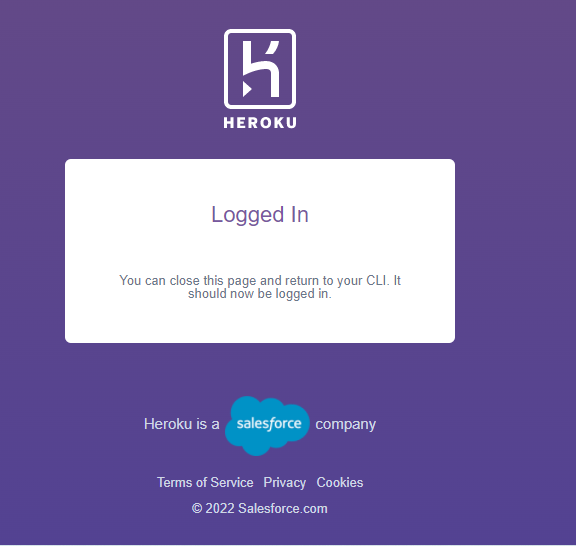 HEROKU
Logged In
You can close this page and return to your CLI. It
should now be logged in.
Heroku is a salesforce company
Terms of Service Privacy Cookies
© 2022 Salesforce.com